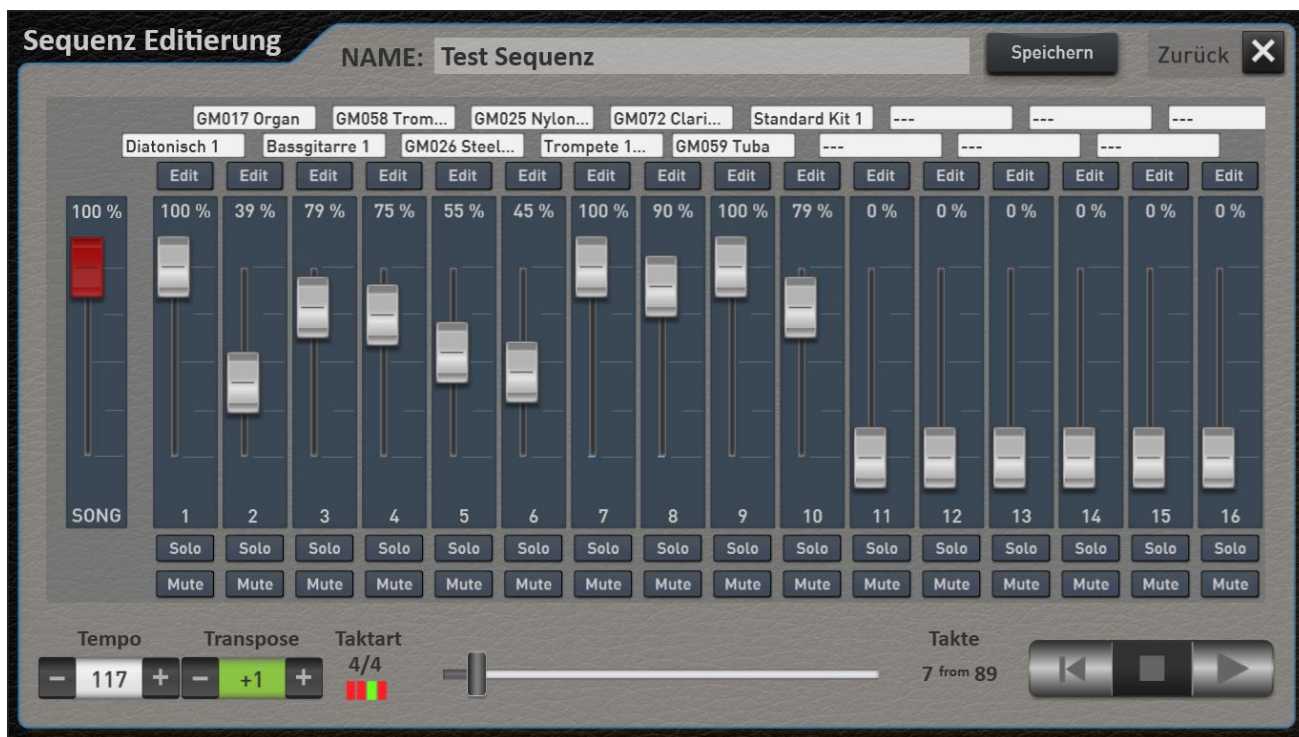 Sequenz Editierung
NAME: Test Sequenz Speichern Zurück
GM017 Organ GM058 Trom... GM025 Nylon... GM072 Clari... Standard Kit 1 --- --- ---
Diatonisch 1 Bassgitarre 1 GM026 Steel... Trompete 1... GM059 Tuba --- --- ---
Edit Edit Edit Edit Edit Edit Edit Edit Edit Edit Edit Edit Edit Edit Edit Edit
100 % 100 % 39 % 79 % 75 % 55 % 45 % 100 % 90 % 100 % 79 % 0 % 0 % 0 % 0 % 0 % 0 %
SONG 1 2 3 4 5 6 7 8 9 10 11 12 13 14 15 16
Solo Solo Solo Solo Solo Solo Solo Solo Solo Solo Solo Solo Solo Solo Solo Solo
Mute Mute Mute Mute Mute Mute Mute Mute Mute Mute Mute Mute Mute Mute Mute Mute
Tempo Transpose Taktart Takte
4/4
− 117 + − +1 + 7 from 89